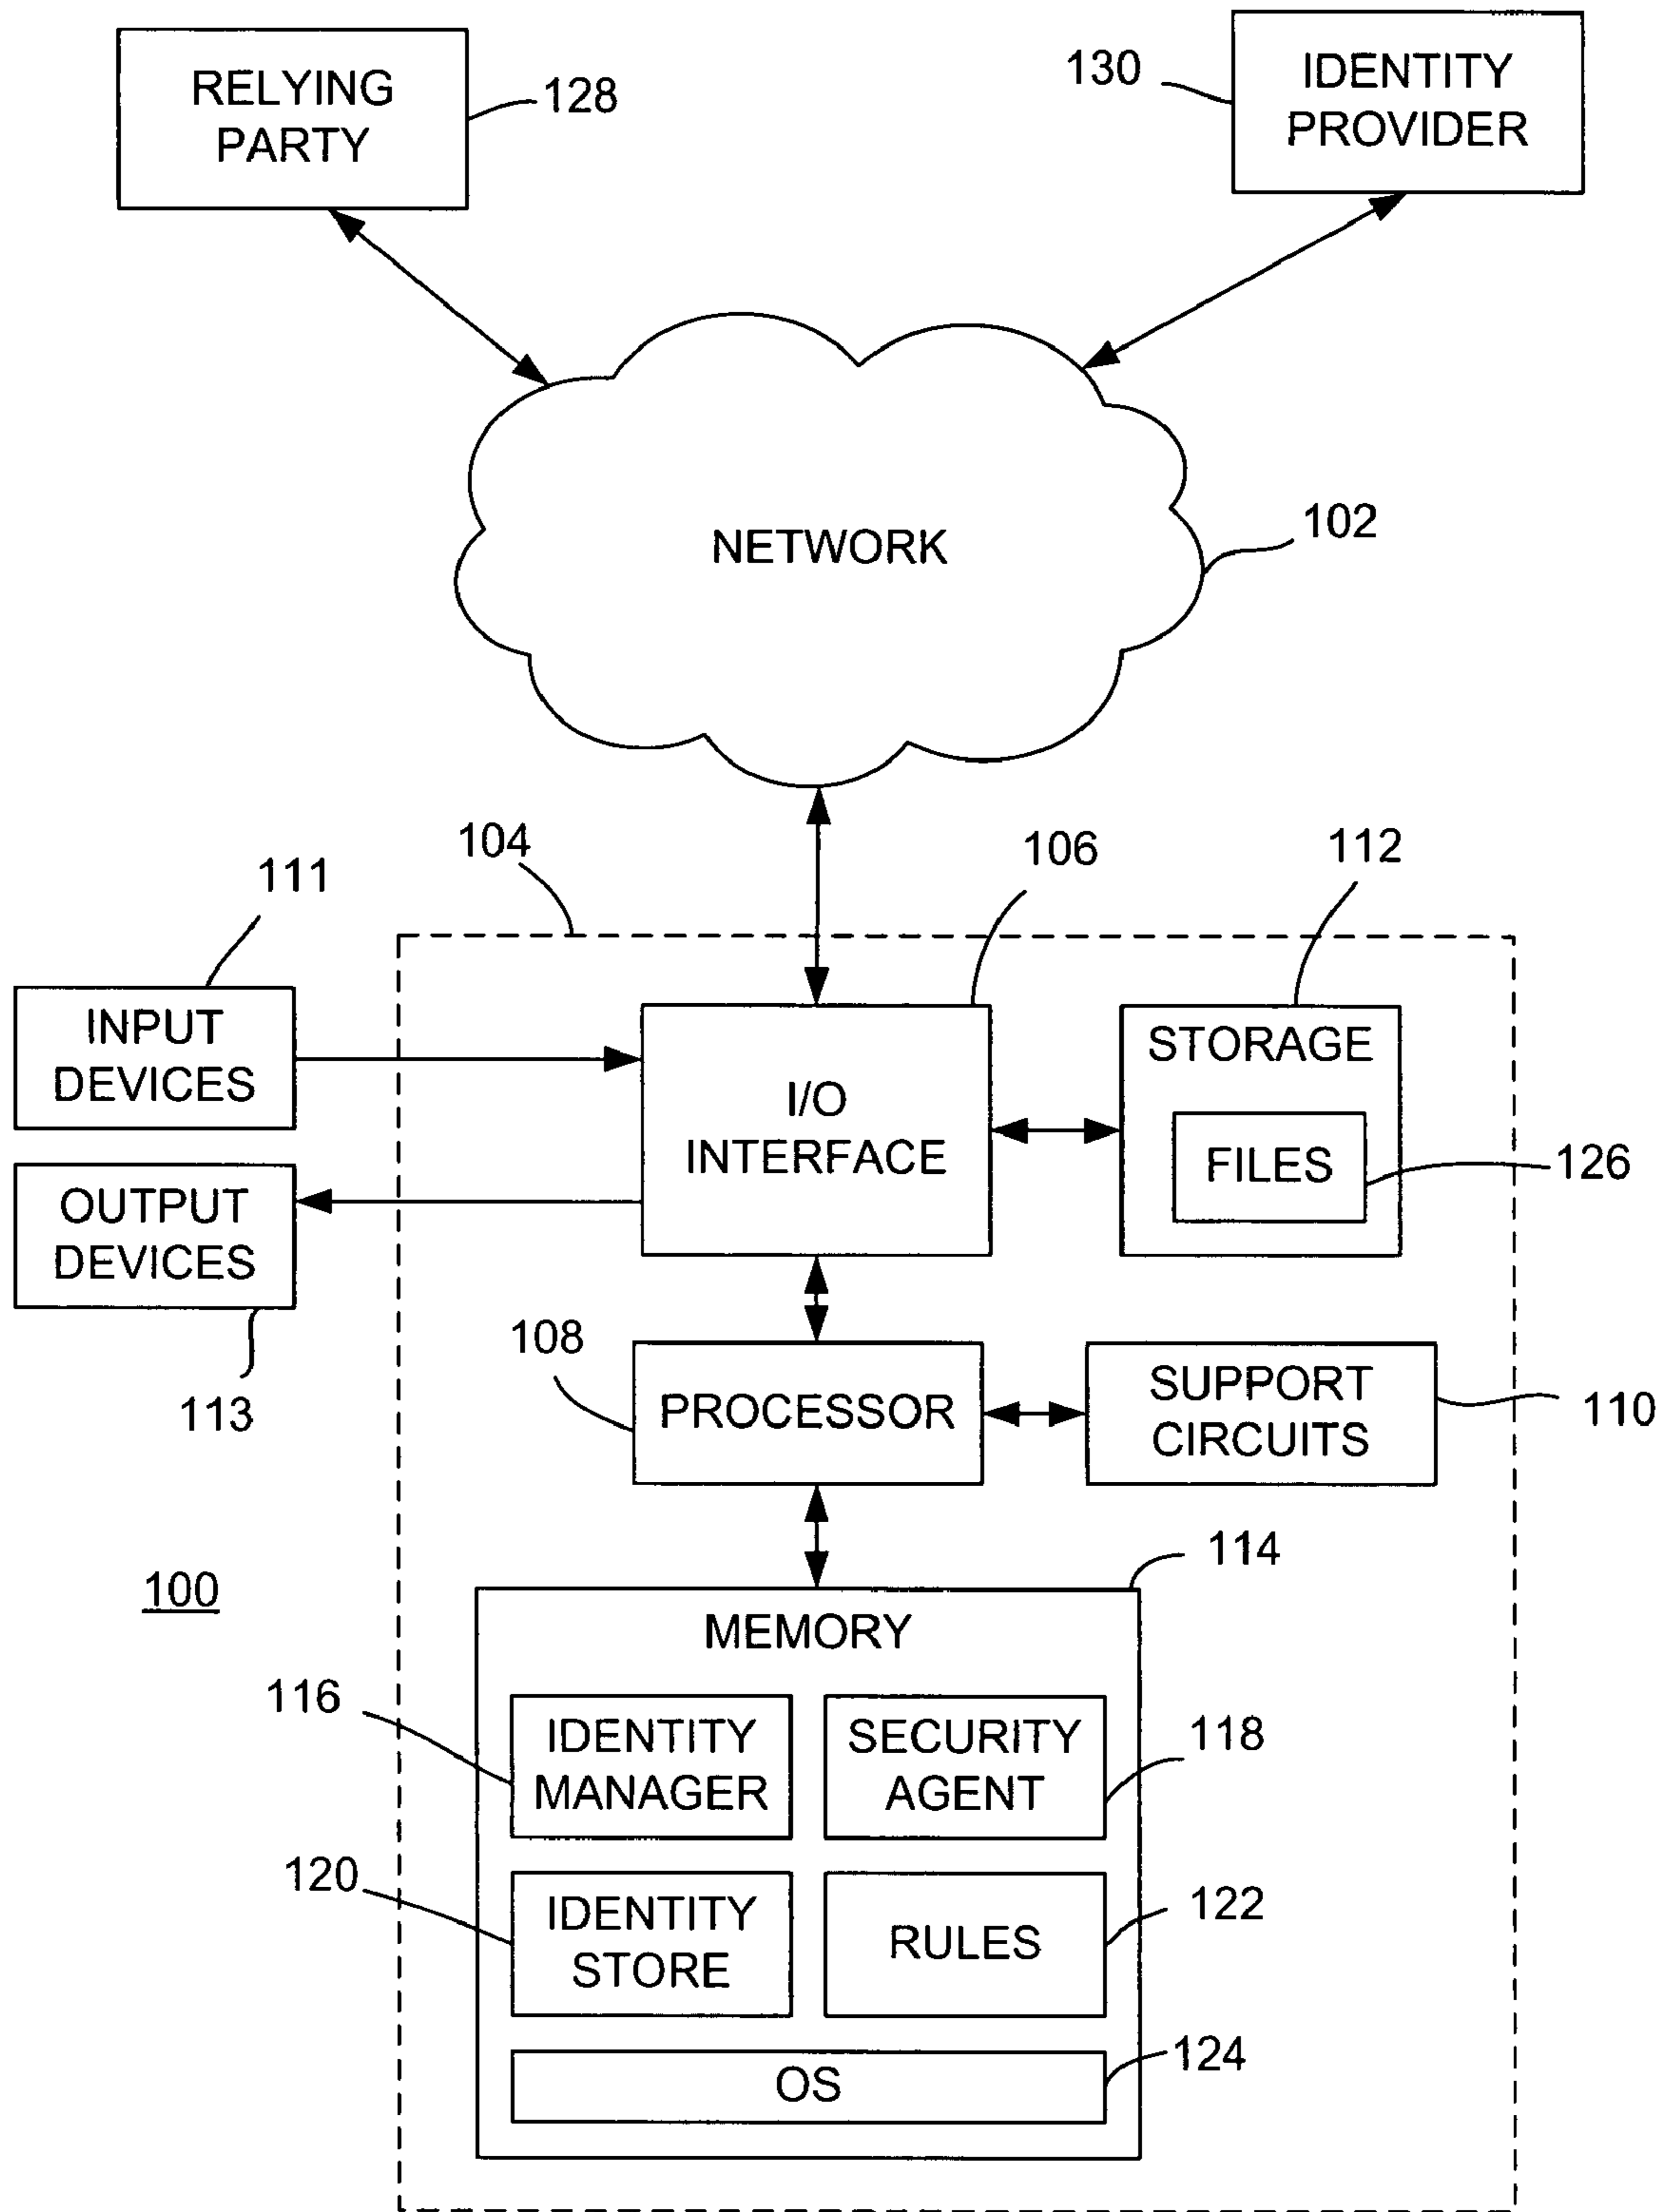 RELYING
PARTY
128
130
IDENTITY
PROVIDER
NETWORK
102
104
106
112
111
INPUT
DEVICES
I/O
INTERFACE
STORAGE
FILES
126
OUTPUT
DEVICES
113
108
PROCESSOR
SUPPORT
CIRCUITS
110
100
114
MEMORY
116
IDENTITY
MANAGER
SECURITY
AGENT
118
120
IDENTITY
STORE
RULES
122
OS
124